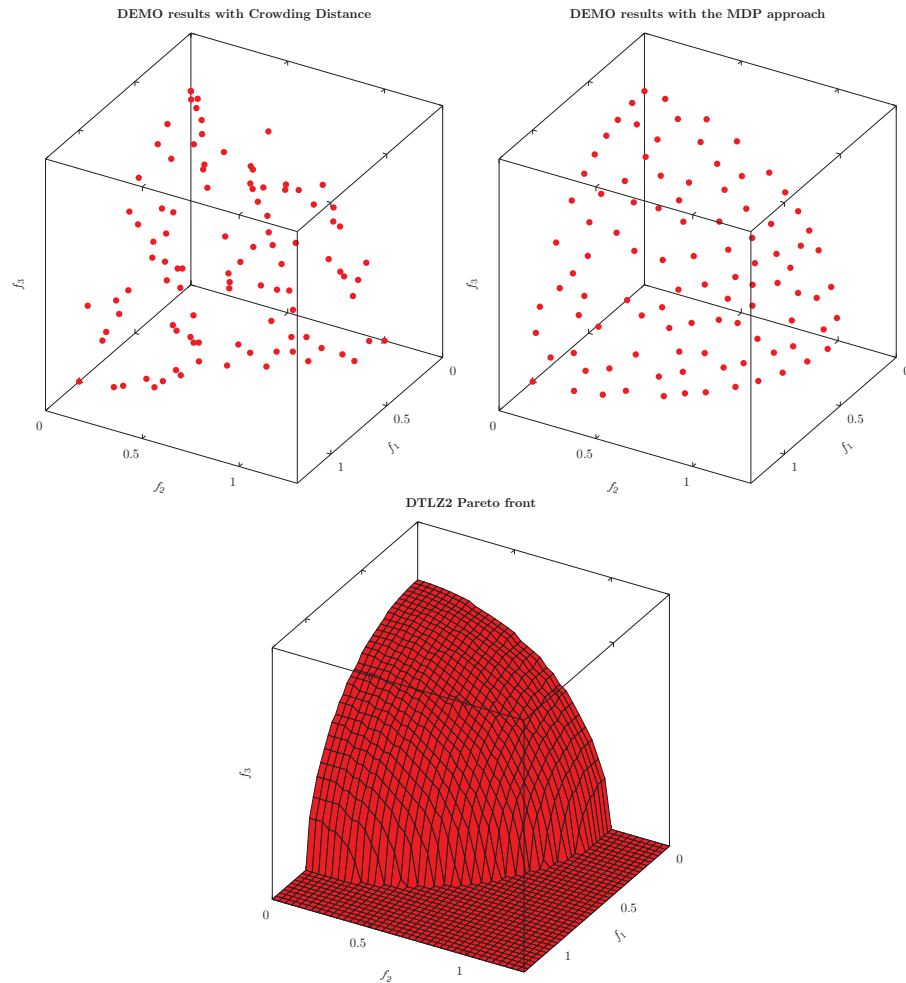 DEMO results with Crowding Distance
f3
0
0.5
1
f2
1
f1
0.5
0
DEMO results with the MDP approach
f3
0
0.5
1
f2
1
f1
0.5
0
DTLZ2 Pareto front
f3
0
0.5
1
f2
1
f1
0.5
0